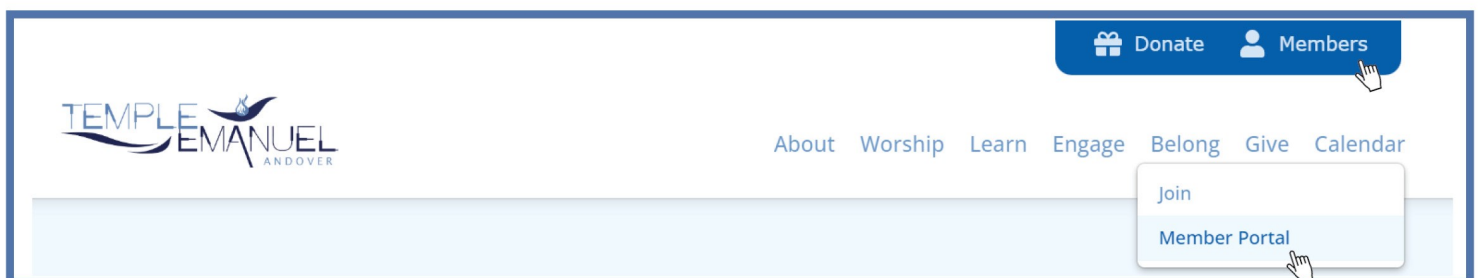 Donate Members
TEMPLE
EMANUEL
ANDOVER
About Worship Learn Engage Belong Give Calendar
Join
Member Portal